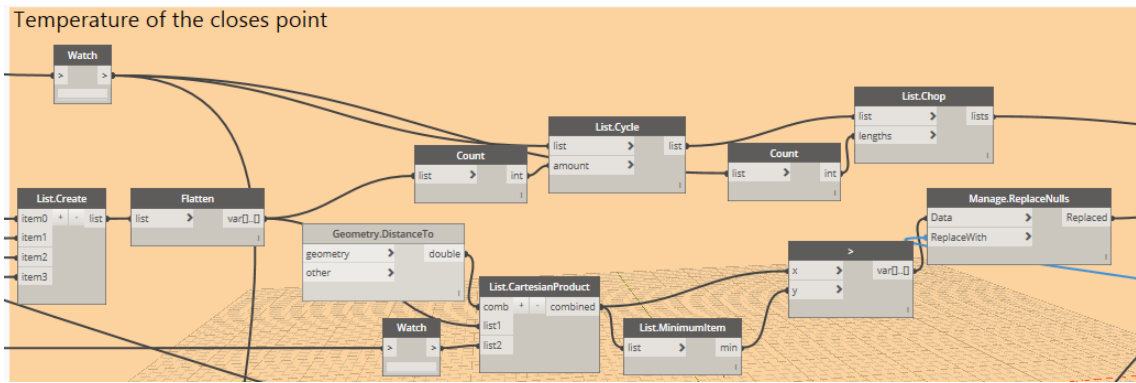 Temperature of the closes point
Watch
> >
List.Chop
list > lists
lengths >
List.Cycle
list > list
amount >
Count
list > int
Count
list > int
List.Create
item0 + - list
item1
item2
item3
Flatten
list > var[]..[]
Manage.ReplaceNulls
Data > Replaced
ReplaceWith >
Geometry.DistanceTo
geometry > double
other >
>
x > var[]..[]
y >
List.CartesianProduct
comb + - combined
list1
list2
Watch
> >
List.MinimumItem
list > min